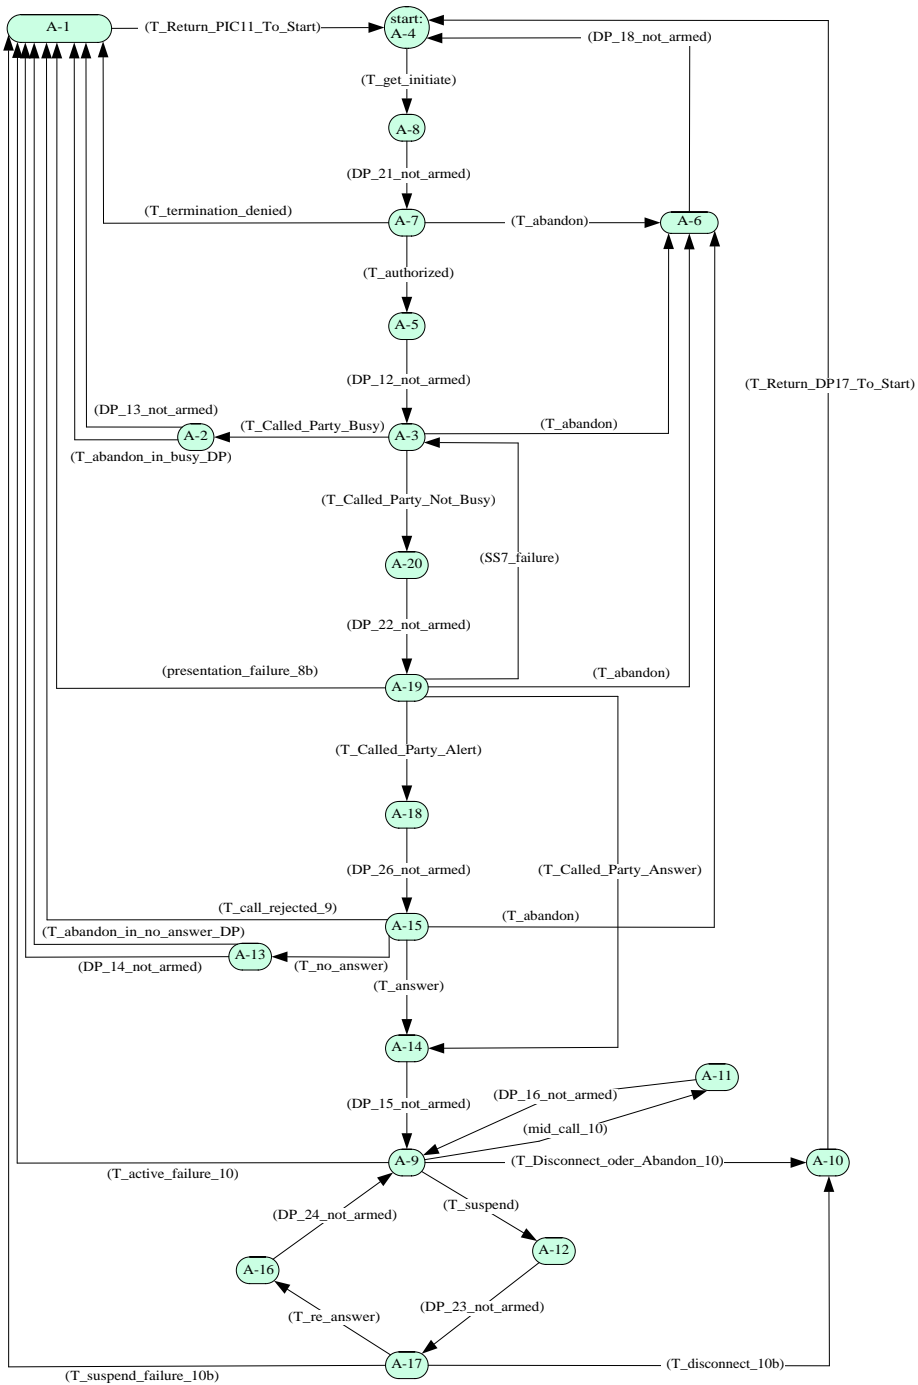 A-1
(T_Return_PIC11_To_Start)
start:
A-4
(DP_18_not_armed)
(T_get_initiate)
A-8
(DP_21_not_armed)
(T_termination_denied)
A-7
(T_abandon)
A-6
(T_authorized)
A-5
(DP_12_not_armed)
(T_Return_DP17_To_Start)
(DP_13_not_armed)
A-2
(T_Called_Party_Busy)
A-3
(T_abandon)
(T_abandon_in_busy_DP)
(T_Called_Party_Not_Busy)
(SS7_failure)
A-20
(DP_22_not_armed)
(presentation_failure_8b)
A-19
(T_abandon)
(T_Called_Party_Alert)
A-18
(DP_26_not_armed)
(T_Called_Party_Answer)
(T_call_rejected_9)
A-15
(T_abandon)
(T_abandon_in_no_answer_DP)
A-13
(DP_14_not_armed)
(T_no_answer)
(T_answer)
A-14
A-11
(DP_16_not_armed)
(DP_15_not_armed)
(mid_call_10)
(T_active_failure_10)
A-9
(T_Disconnect_oder_Abandon_10)
A-10
(DP_24_not_armed)
(T_suspend)
A-12
A-16
(DP_23_not_armed)
(T_re_answer)
A-17
(T_disconnect_10b)
(T_suspend_failure_10b)